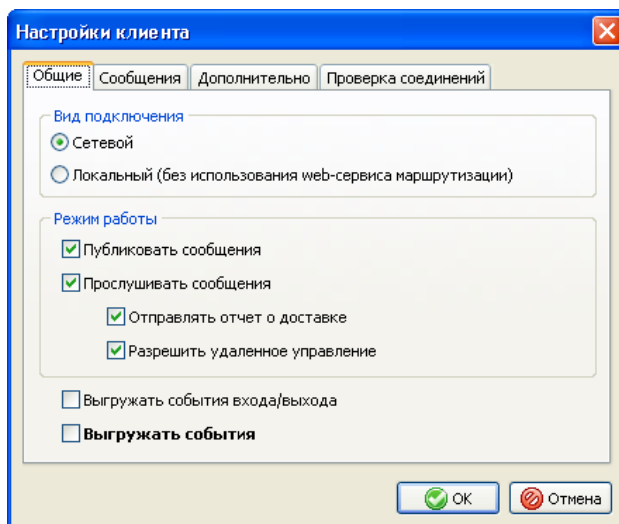 Настройки клиента
Общие Сообщения Дополнительно Проверка соединений
Вид подключения
Сетевой
Локальный (без использования web-сервиса маршрутизации)
Режим работы
Публиковать сообщения
Прослушивать сообщения
Отправлять отчет о доставке
Разрешить удаленное управление
Выгружать события входа/выхода
Выгружать события
ОК Отмена